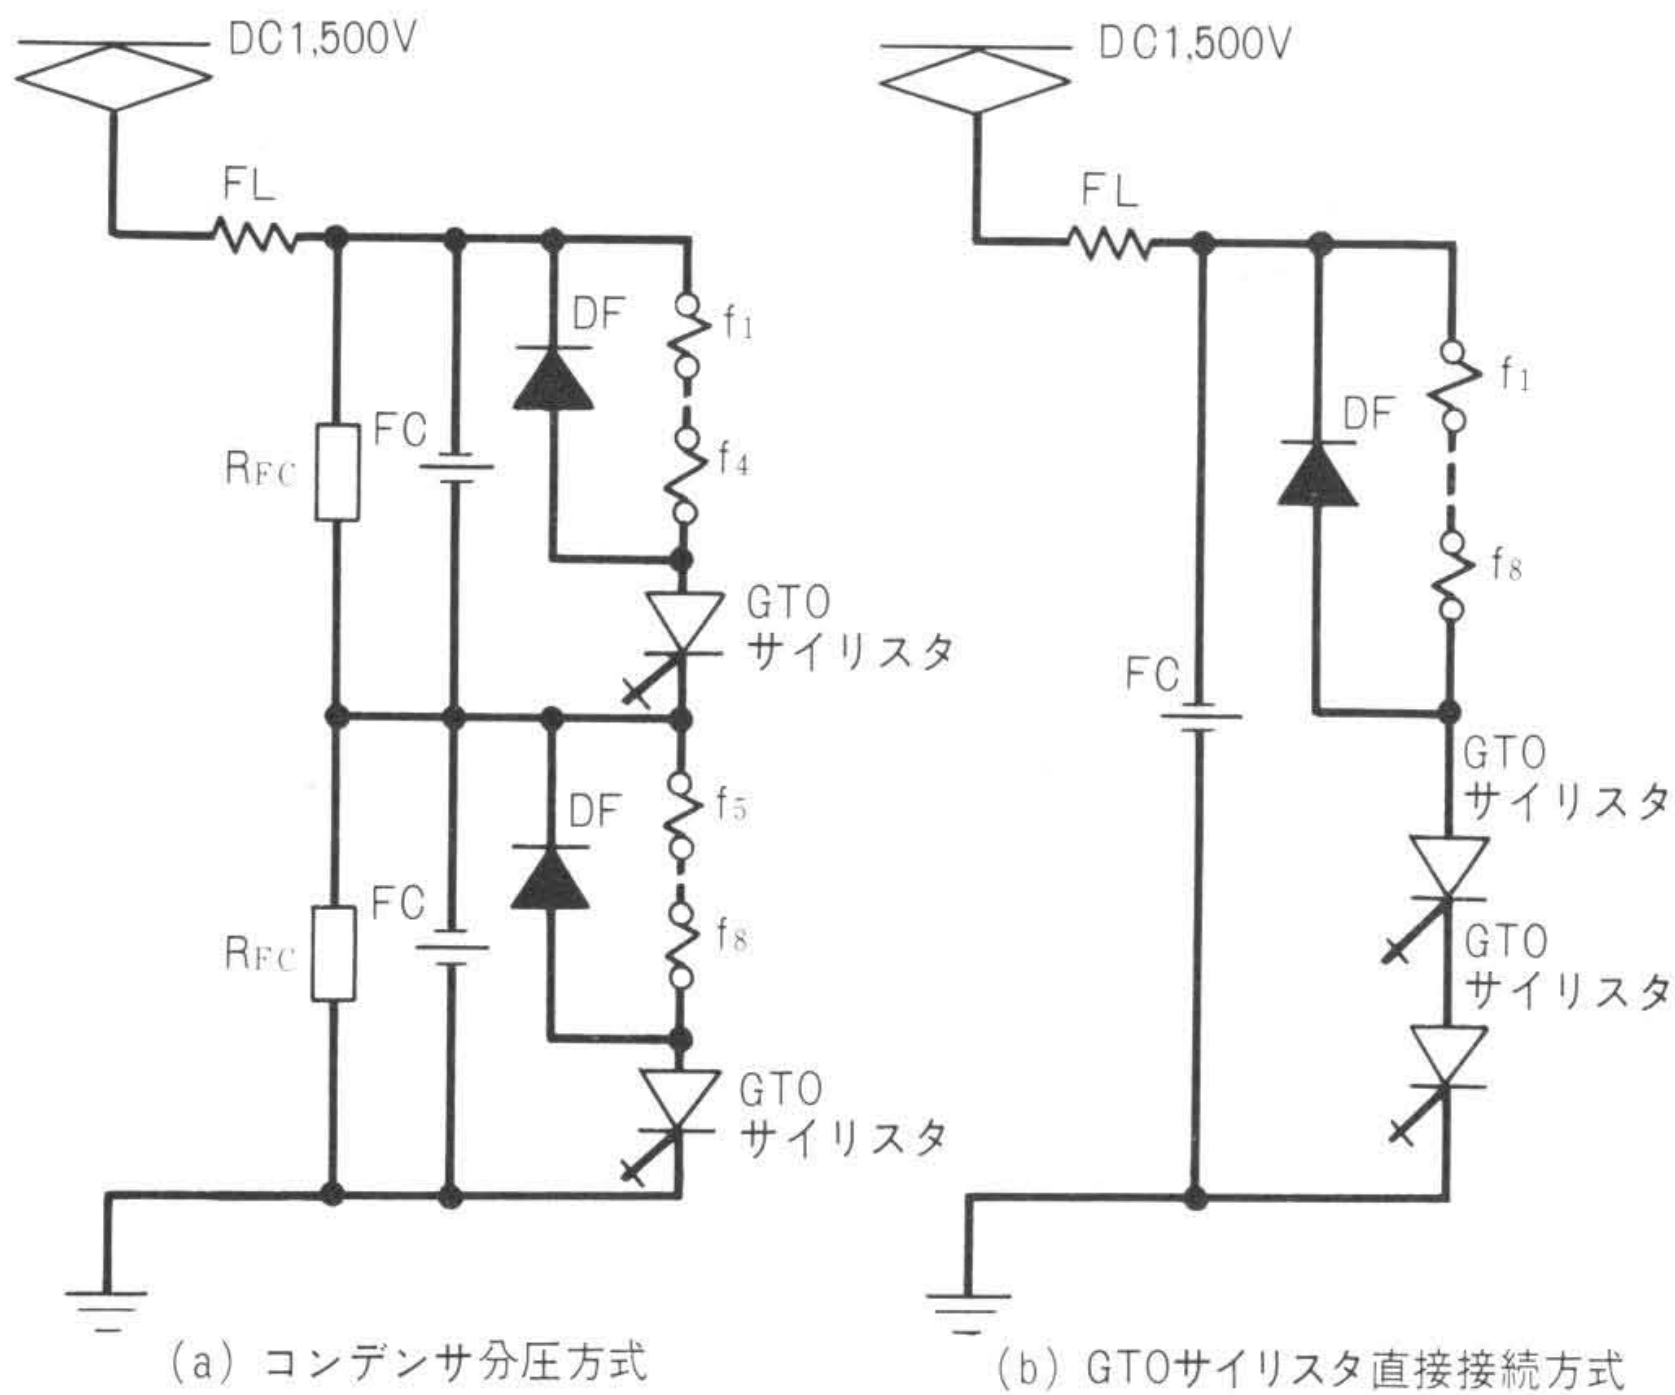 DC1,500V
FL
DF
f1
FC
RFC
f4
GTO
サイリスタ
DF
f5
FC
RFC
f8
GTO
サイリスタ
(a) コンデンサ分圧方式
DC1,500V
FL
f1
DF
f8
FC
GTO
サイリスタ
GTO
サイリスタ
(b) GTOサイリスタ直接接続方式